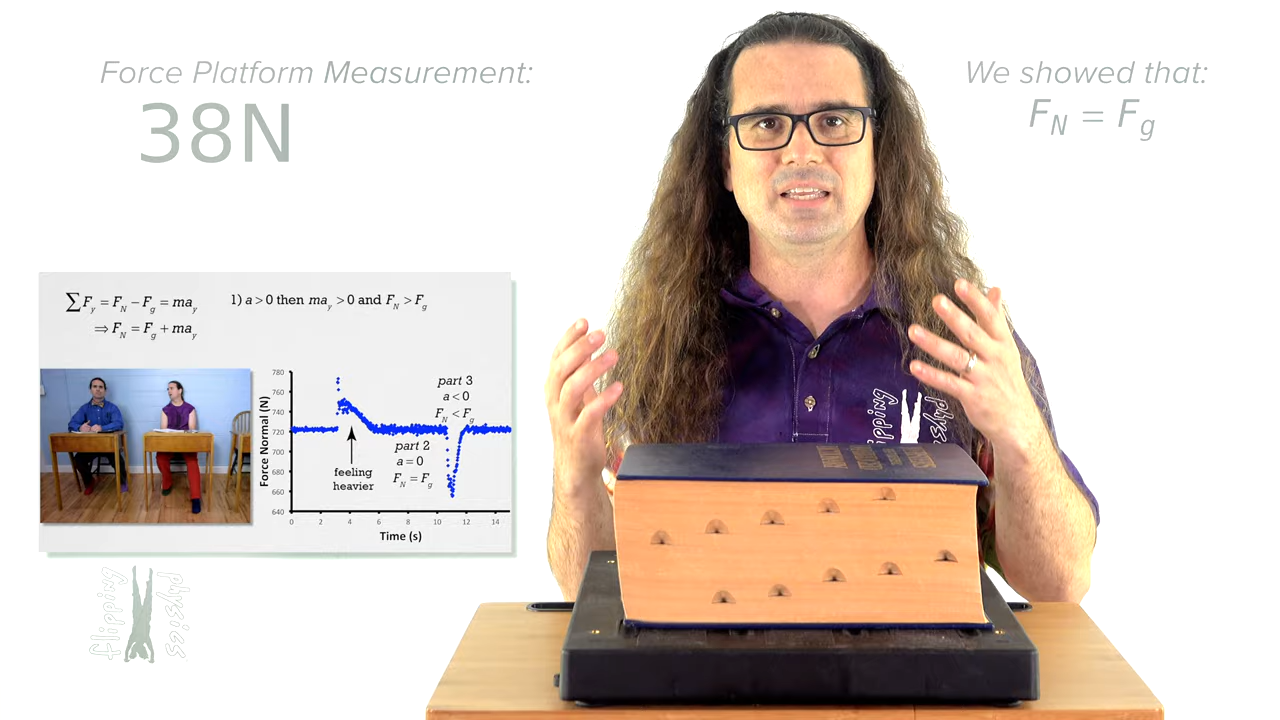 Force Platform Measurement:
38N
We showed that:
F_N = F_g
∑F_y = F_N − F_g = ma_y
⇒ F_N = F_g + ma_y
1) a > 0 then ma_y > 0 and F_N > F_g
Force Normal (N)
780
760
740
720
700
680
660
640
0 2 4 6 8 10 12 14
Time (s)
feeling
heavier
part 2
a = 0
F_N = F_g
part 3
a < 0
F_N < F_g
flipping
physics
flipping
physics